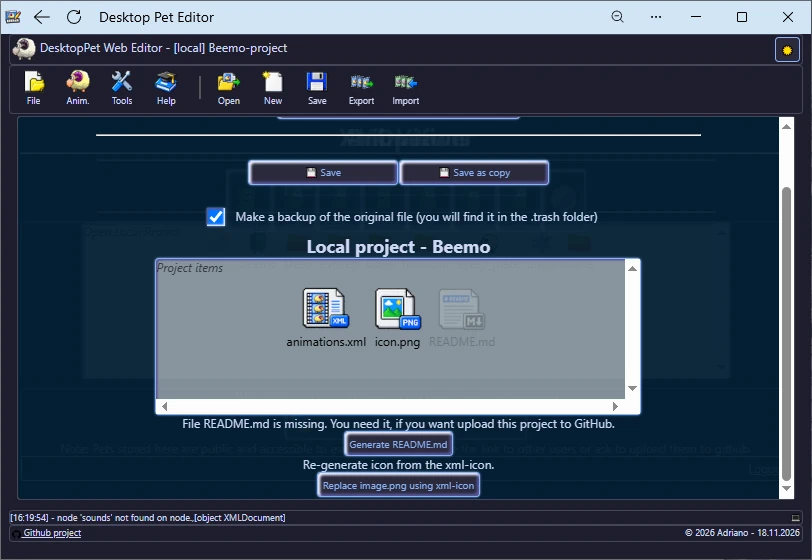 Desktop Pet Editor
DesktopPet Web Editor - [local] Beemo-project
File Anim. Tools Help Open New Save Export Import
Save Save as copy
Make a backup of the original file (you will find it in the .trash folder)
Local project - Beemo
Project items
XML PNG M
animations.xml icon.png README.md
File README.md is missing. You need it, if you want upload this project to GitHub.
Generate README.md
Re-generate icon from the xml-icon.
Replace image.png using xml-icon
[16:19:54] - node 'sounds' not found on node.,[object XMLDocument]
Github project © 2026 Adriano - 18.11.2026